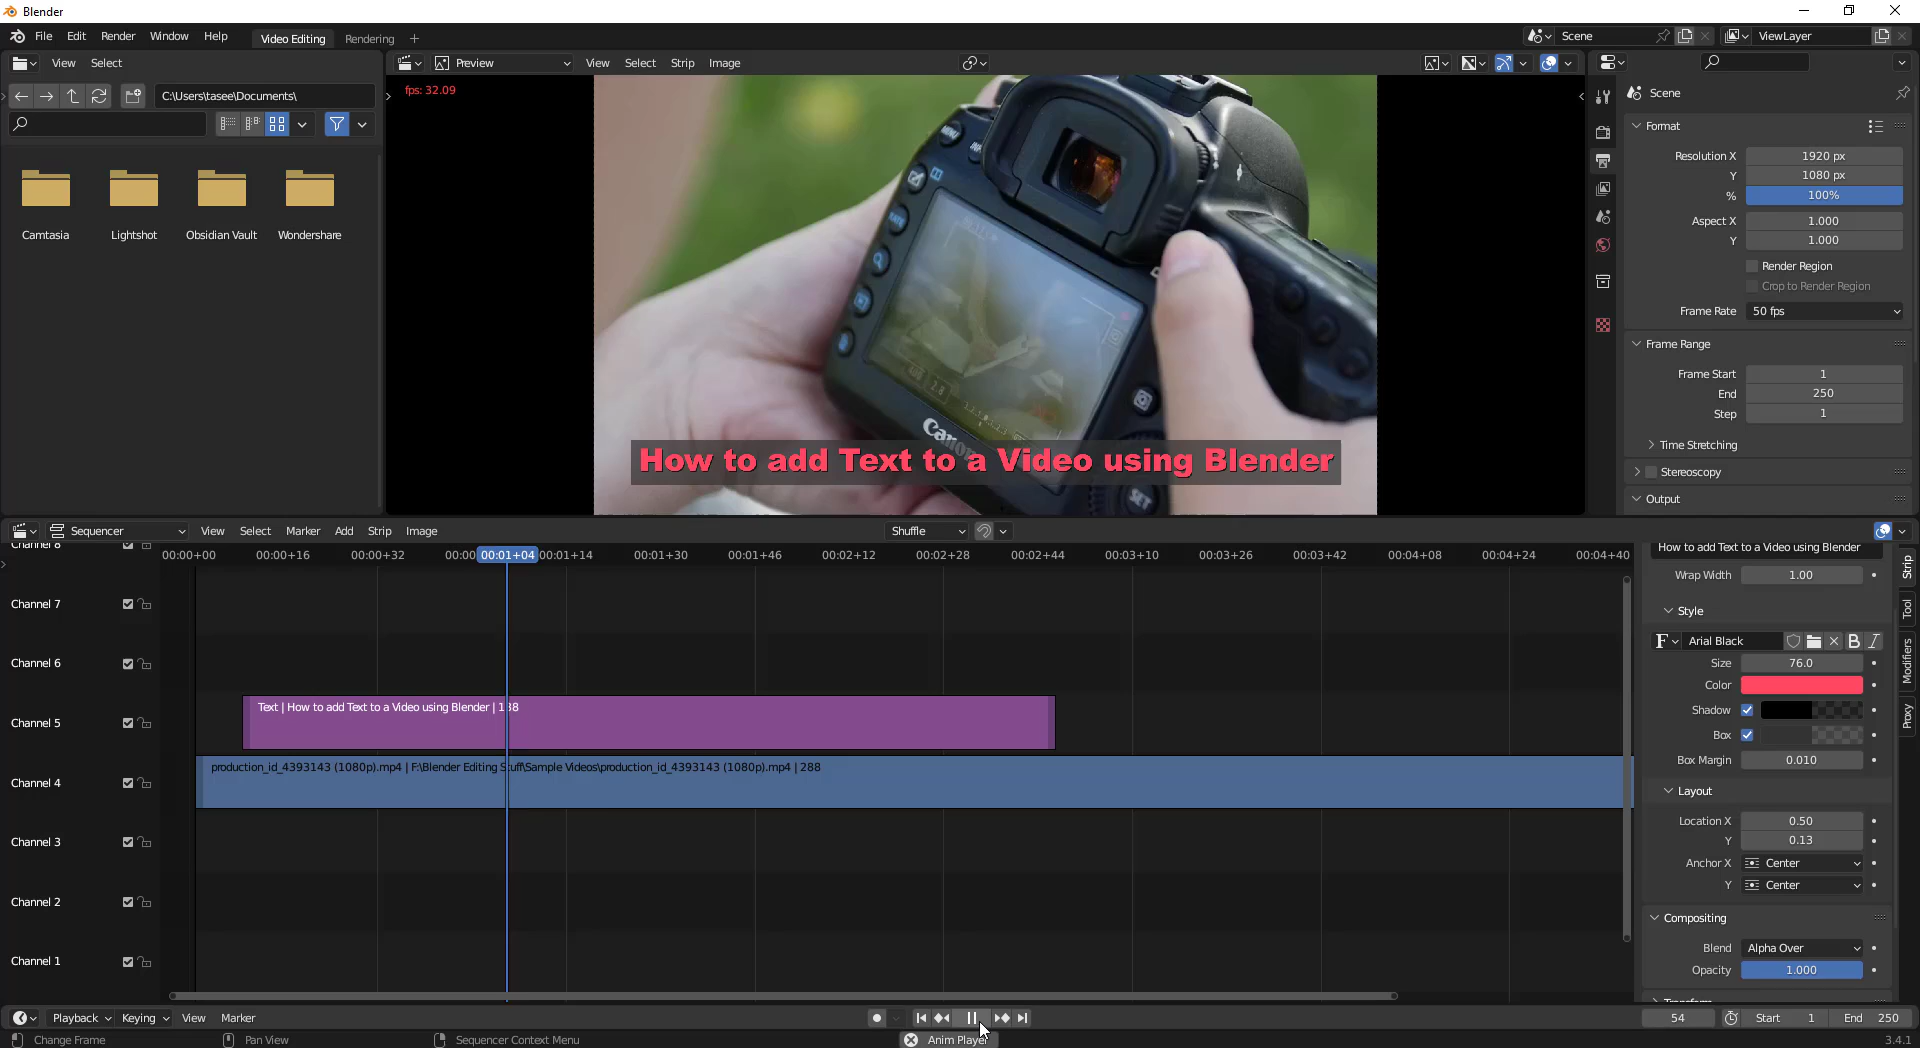 Blender
File Edit Render Window Help Video Editing Rendering + Scene ViewLayer
View Select Preview View Select Strip Image
C:\Users\tasee\Documents\
fps: 32.09
Camtasia Lightshot Obsidian Vault Wondershare
MENU
RATE
Canon
SET
How to add Text to a Video using Blender
Scene
Format
Resolution X 1920 px
Y 1080 px
% 100%
Aspect X 1.000
Y 1.000
Render Region
Crop to Render Region
Frame Rate 50 fps
Frame Range
Frame Start 1
End 250
Step 1
Time Stretching
Stereoscopy
Output
Sequencer View Select Marker Add Strip Image Shuffle
00:00+00 00:00+16 00:00+32 00:00 00:01+04 00:01+14 00:01+30 00:01+46 00:02+12 00:02+28 00:02+44 00:03+10 00:03+26 00:03+42 00:04+08 00:04+24 00:04+40
Channel 8
Channel 7
Channel 6
Channel 5
Text | How to add Text to a Video using Blender | 138
Channel 4
production_id_4393143 (1080p).mp4 | F:\Blender Editing Stuff\Sample Videos\production_id_4393143 (1080p).mp4 | 288
Channel 3
Channel 2
Channel 1
How to add Text to a Video using Blender
Wrap Width 1.00
Style
F Arial Black B I
Size 76.0
Color
Shadow
Box
Box Margin 0.010
Layout
Location X 0.50
Y 0.13
Anchor X Center
Y Center
Compositing
Blend Alpha Over
Opacity 1.000
Transform
Strip
Tool
Modifiers
Proxy
Playback Keying View Marker 54 Start 1 End 250
Change Frame Pan View Sequencer Context Menu Anim Player 3.4.1